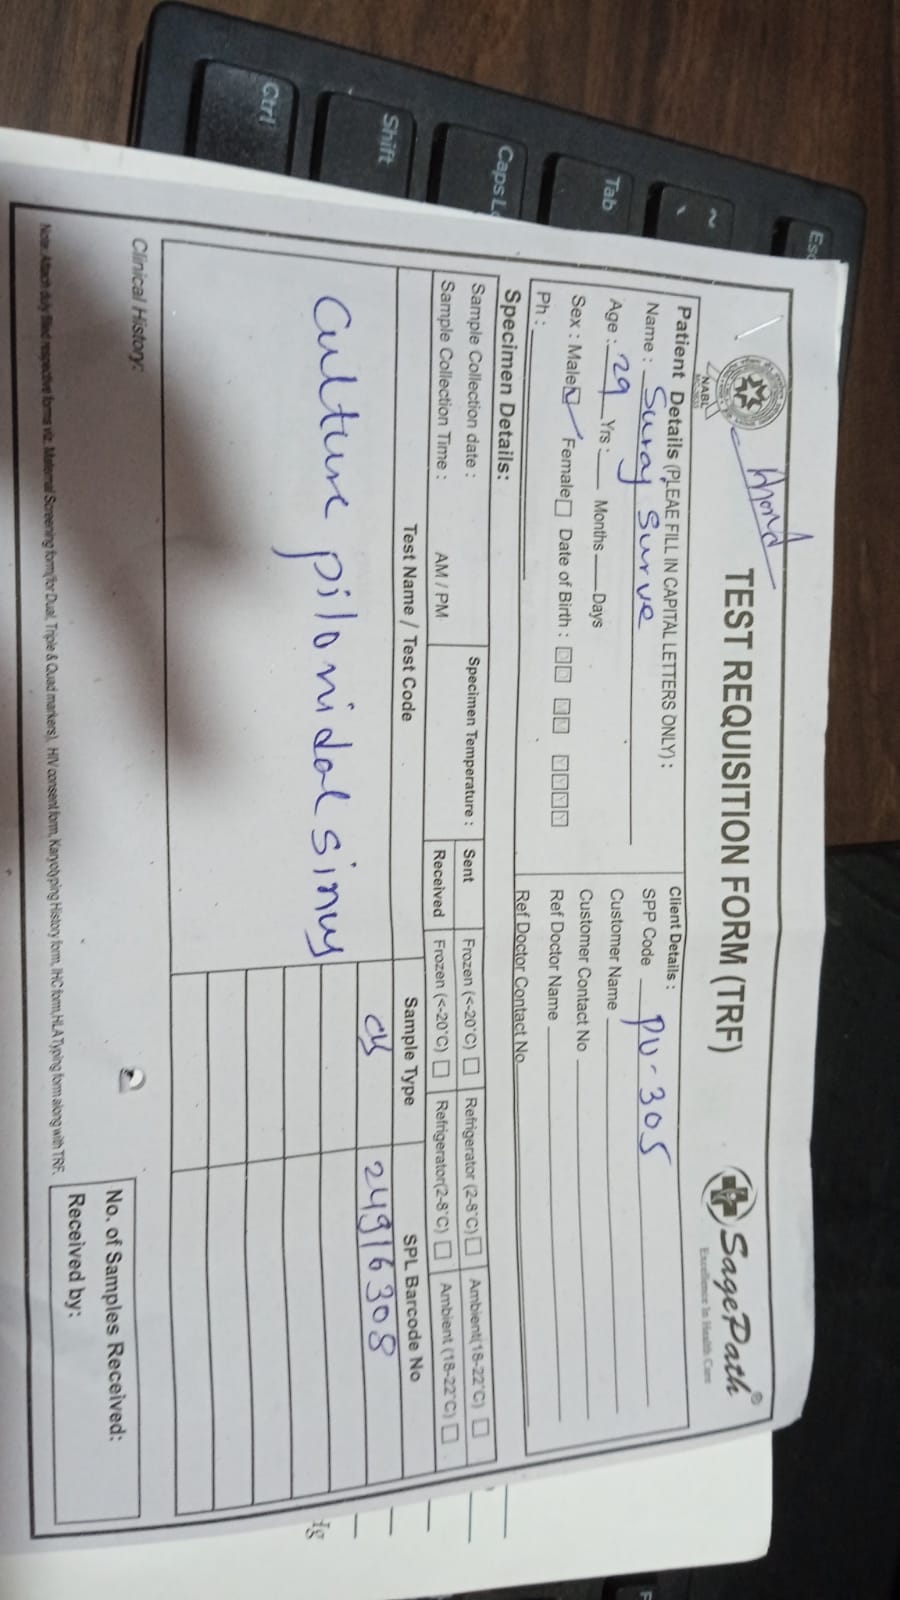 Esc
~
Tab
Caps L
Shift
Ctrl
NABL
TEST REQUISITION FORM (TRF)
SagePath®
Excellence In Health Care
Patient Details (PLEAE FILL IN CAPITAL LETTERS ONLY) :
Name : Suraj Surve
Age : 29 Yrs : Months Days
Sex : Male Female Date of Birth : D D M M Y Y Y Y
Ph :
Client Details :
SPP Code PU-305
Customer Name
Customer Contact No
Ref Doctor Name
Ref Doctor Contact No
Specimen Details:
Sample Collection date :
Sample Collection Time : AM / PM
Specimen Temperature :
Sent Frozen (<-20°C) Refrigerator (2-8°C) Ambient(18-22°C)
Received Frozen (<-20°C) Refrigerator(2-8°C) Ambient (18-22°C)
Test Name / Test Code Sample Type SPL Barcode No
Culture pilonidal sinus 24916308
Clinical History:
No. of Samples Received:
Received by:
Note: Attach duly filled respective forms viz. Maternal Screening form(for Dual, Triple & Quad markers), HIV consent form, Karyotyping History form, IHC form,HLA Typing form along with TRF.